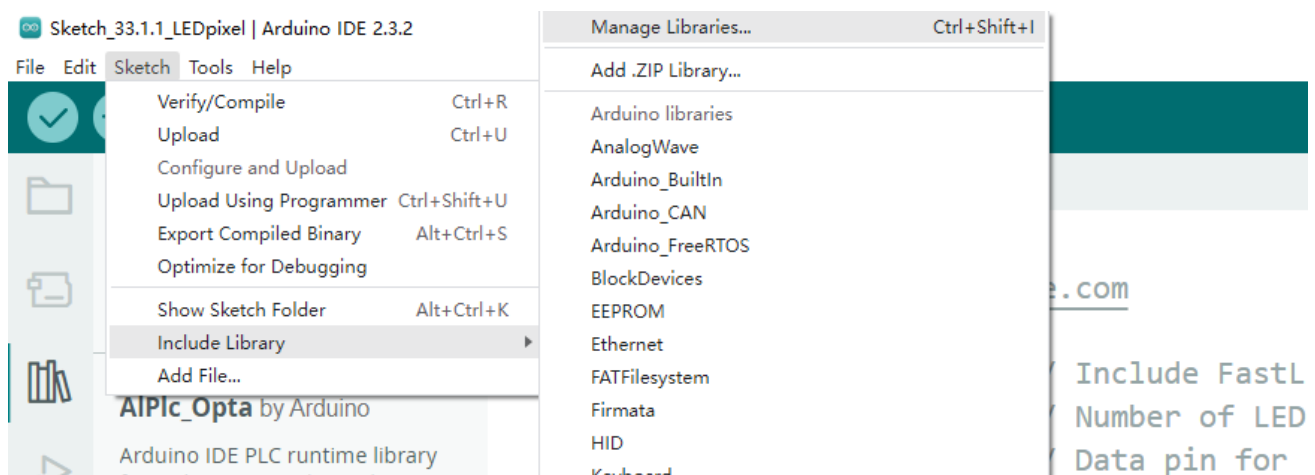 Sketch_33.1.1_LEDpixel | Arduino IDE 2.3.2
File Edit Sketch Tools Help
Verify/Compile Ctrl+R
Upload Ctrl+U
Configure and Upload
Upload Using Programmer Ctrl+Shift+U
Export Compiled Binary Alt+Ctrl+S
Optimize for Debugging
Show Sketch Folder Alt+Ctrl+K
Include Library
Add File...
Manage Libraries... Ctrl+Shift+I
Add .ZIP Library...
Arduino libraries
AnalogWave
Arduino_BuiltIn
Arduino_CAN
Arduino_FreeRTOS
BlockDevices
EEPROM
Ethernet
FATFilesystem
Firmata
HID
Keyboard
AlPlc_Opta by Arduino
Arduino IDE PLC runtime library
.com
Include FastL
Number of LED
Data pin for